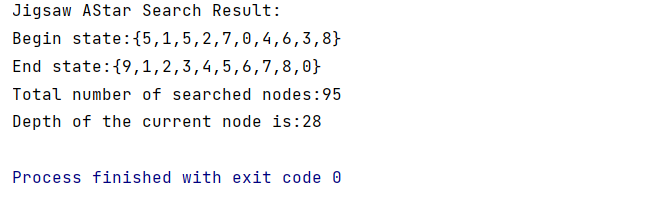 Jigsaw AStar Search Result:
Begin state:{5,1,5,2,7,0,4,6,3,8}
End state:{9,1,2,3,4,5,6,7,8,0}
Total number of searched nodes:95
Depth of the current node is:28
Process finished with exit code 0